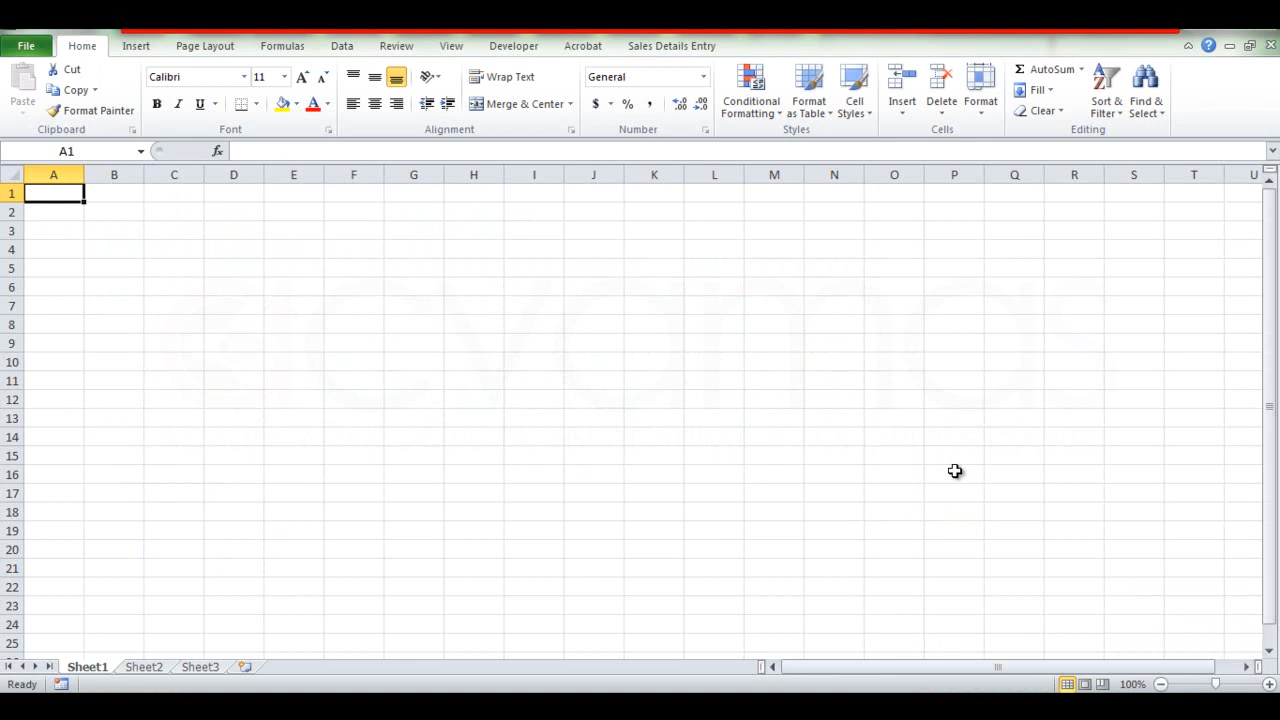 File Home Insert Page Layout Formulas Data Review View Developer Acrobat Sales Details Entry
Cut Calibri 11 Wrap Text General AutoSum
Paste Copy Conditional Formatting Format as Table Cell Styles Insert Delete Format Fill Sort & Filter Find & Select
Format Painter B I U A Merge & Center $ % , Clear
Clipboard Font Alignment Number Styles Cells Editing
A1 fx
A B C D E F G H I J K L M N O P Q R S T U
1
2
3
4
5
6
7
8
9
10
11
12
13
14
15
16
17
18
19
20
21
22
23
24
25
Sheet1 Sheet2 Sheet3
Ready 100%